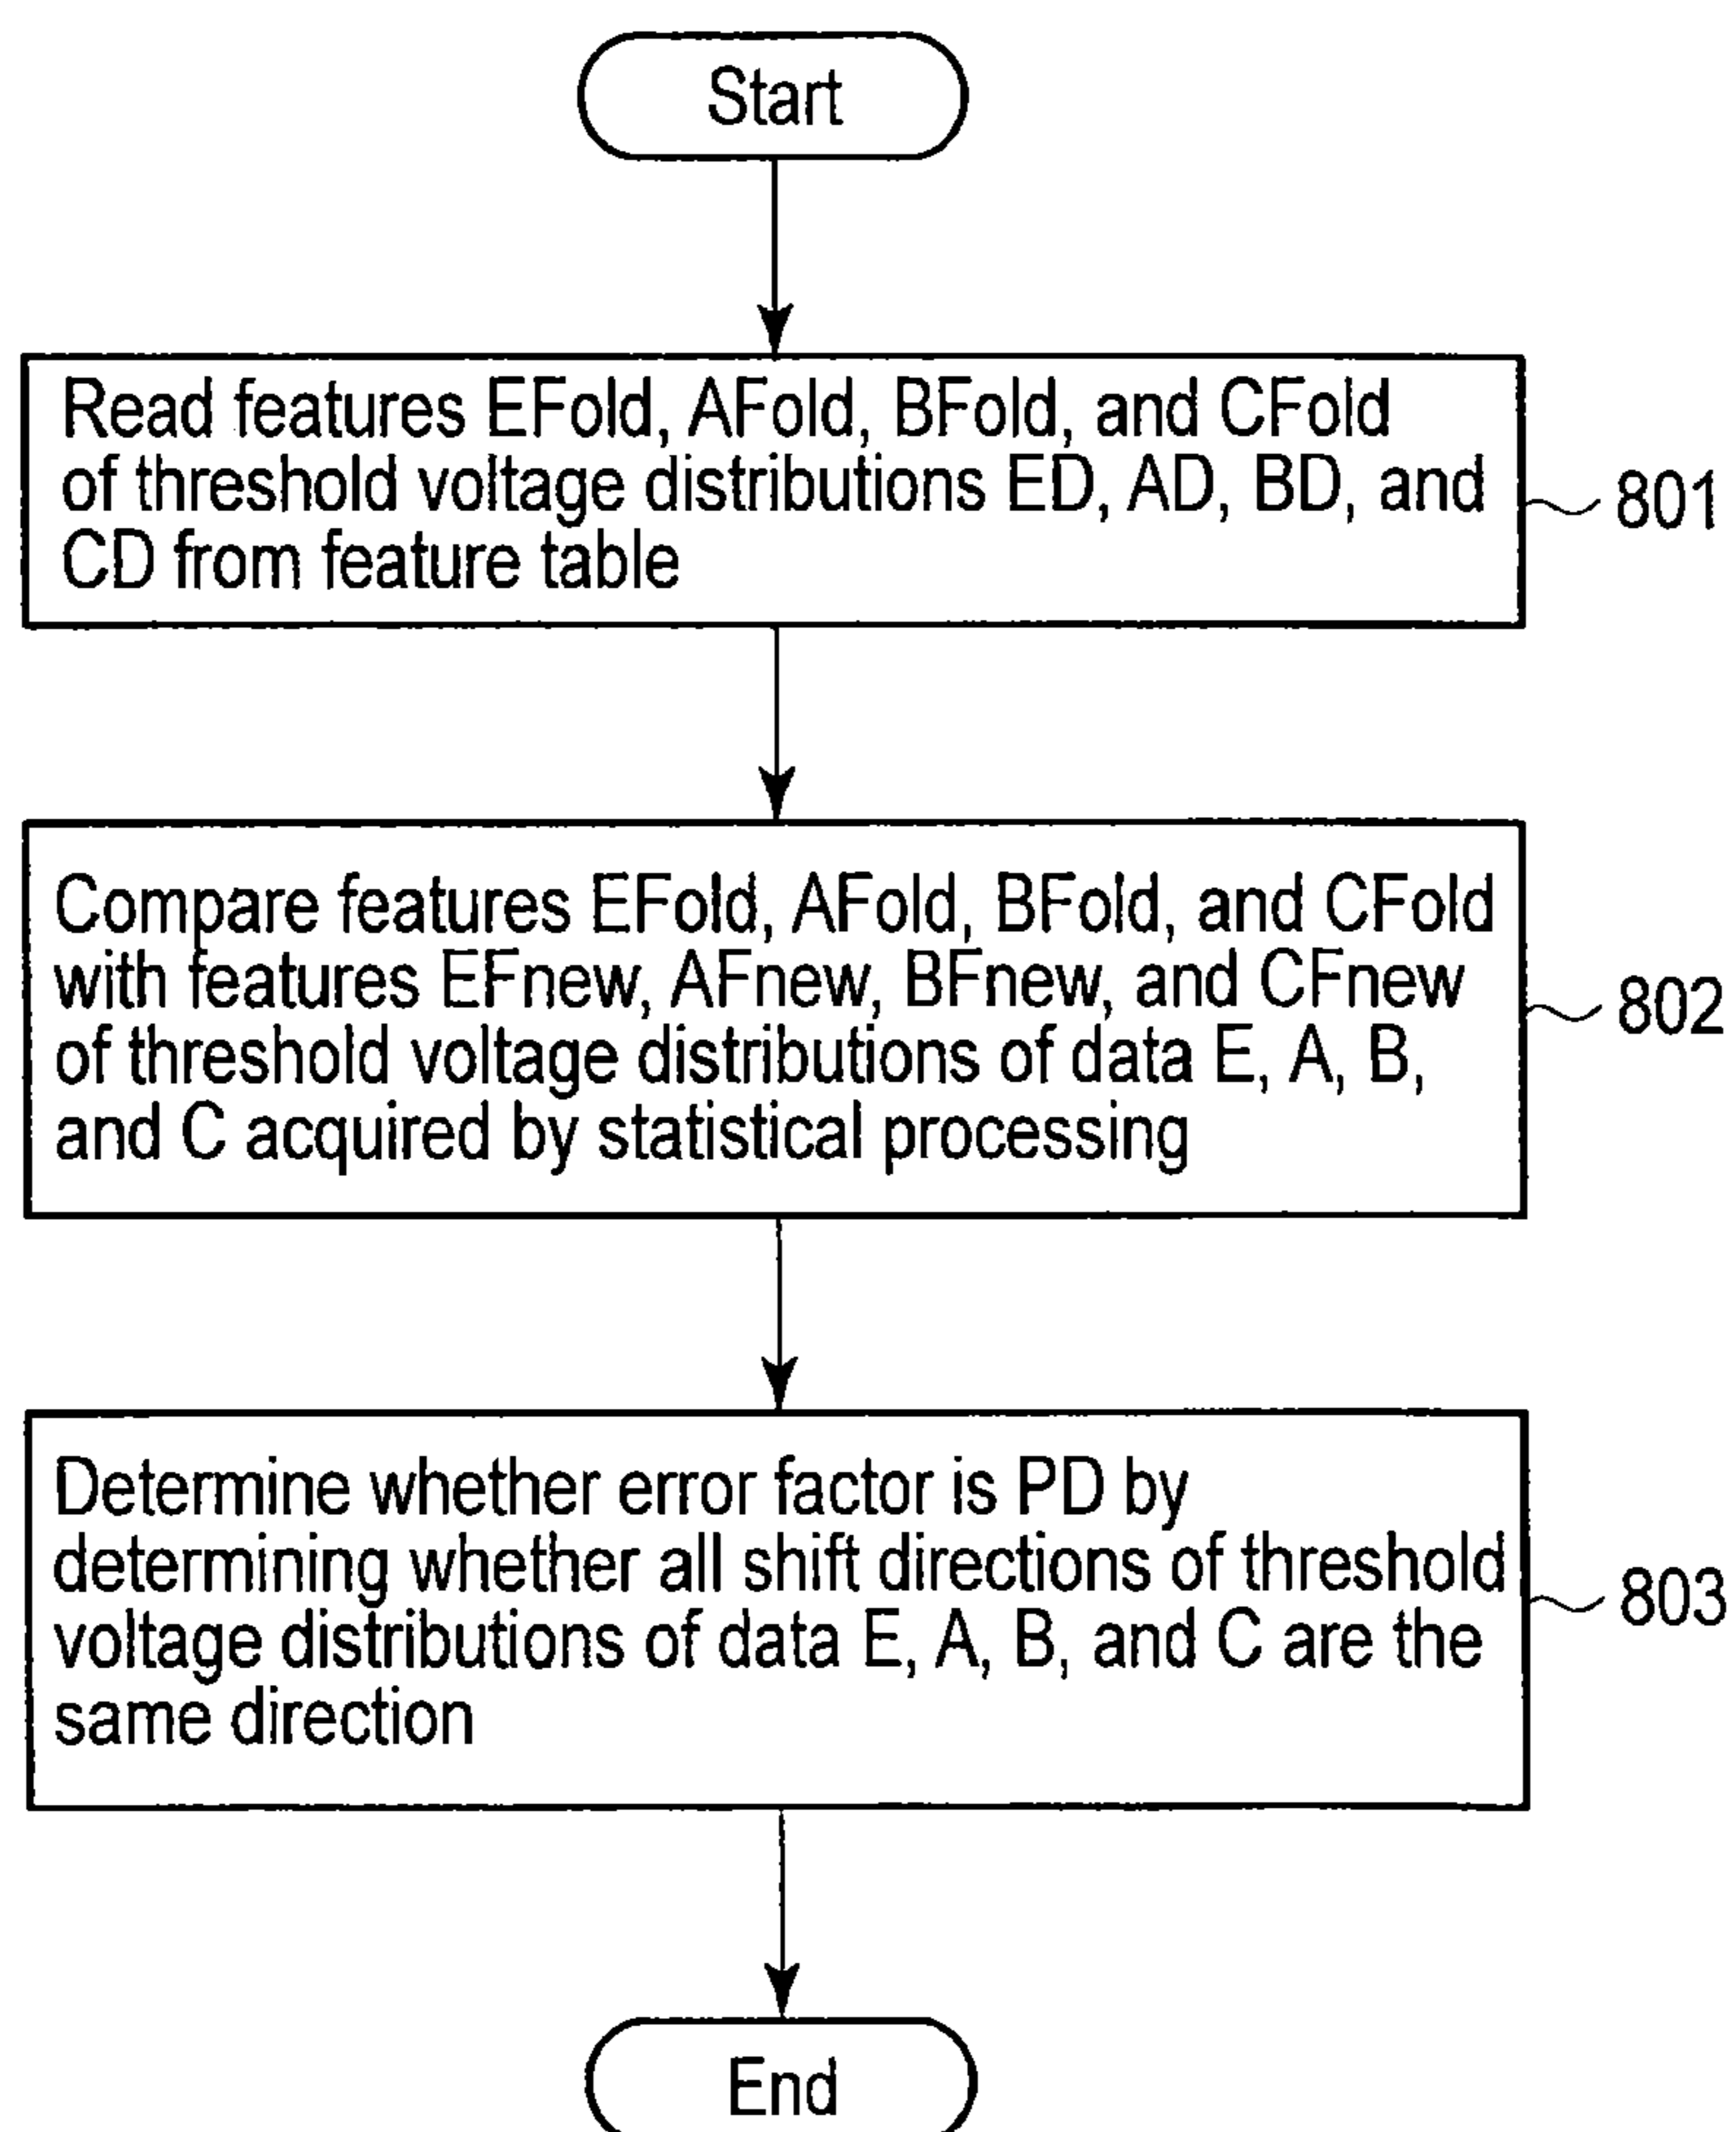 Start
Read features EFold, AFold, BFold, and CFold
of threshold voltage distributions ED, AD, BD, and
CD from feature table
801
Compare features EFold, AFold, BFold, and CFold
with features EFnew, AFnew, BFnew, and CFnew
of threshold voltage distributions of data E, A, B,
and C acquired by statistical processing
802
Determine whether error factor is PD by
determining whether all shift directions of threshold
voltage distributions of data E, A, B, and C are the
same direction
803
End